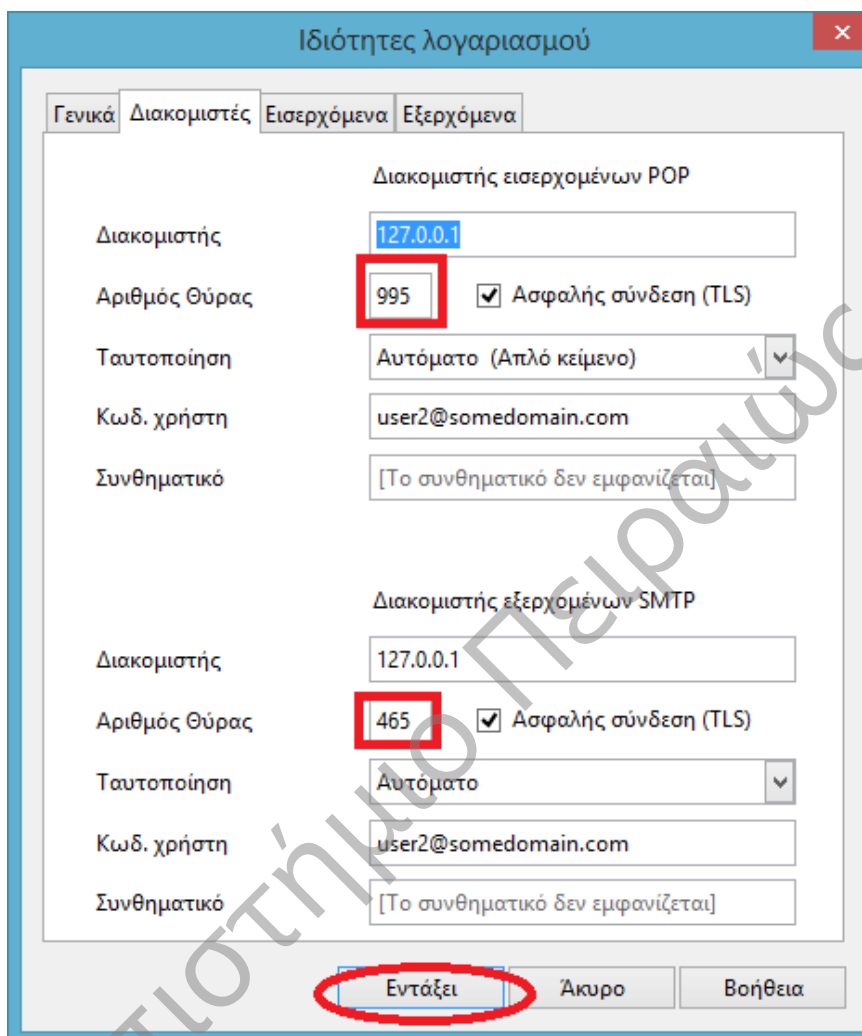 Ιδιότητες λογαριασμού
Γενικά Διακομιστές Εισερχόμενα Εξερχόμενα
Διακομιστής εισερχομένων POP
Διακομιστής 127.0.0.1
Αριθμός Θύρας 995 Ασφαλής σύνδεση (TLS)
Ταυτοποίηση Αυτόματο (Απλό κείμενο)
Κωδ. χρήστη user2@somedomain.com
Συνθηματικό [Το συνθηματικό δεν εμφανίζεται]
Διακομιστής εξερχομένων SMTP
Διακομιστής 127.0.0.1
Αριθμός Θύρας 465 Ασφαλής σύνδεση (TLS)
Ταυτοποίηση Αυτόματο
Κωδ. χρήστη user2@somedomain.com
Συνθηματικό [Το συνθηματικό δεν εμφανίζεται]
Εντάξει Άκυρο Βοήθεια
Πειραιώς